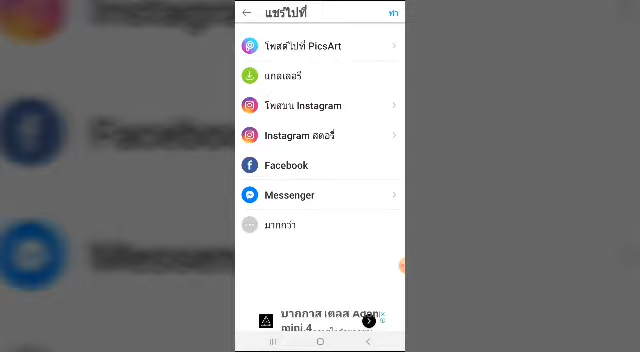 แชร์ไปที่
ทำ
โพสต์ไปที่ PicsArt
แกลเลอรี
โพสบน Instagram
Instagram สตอรี่
Facebook
Messenger
มากกว่า
mini 4